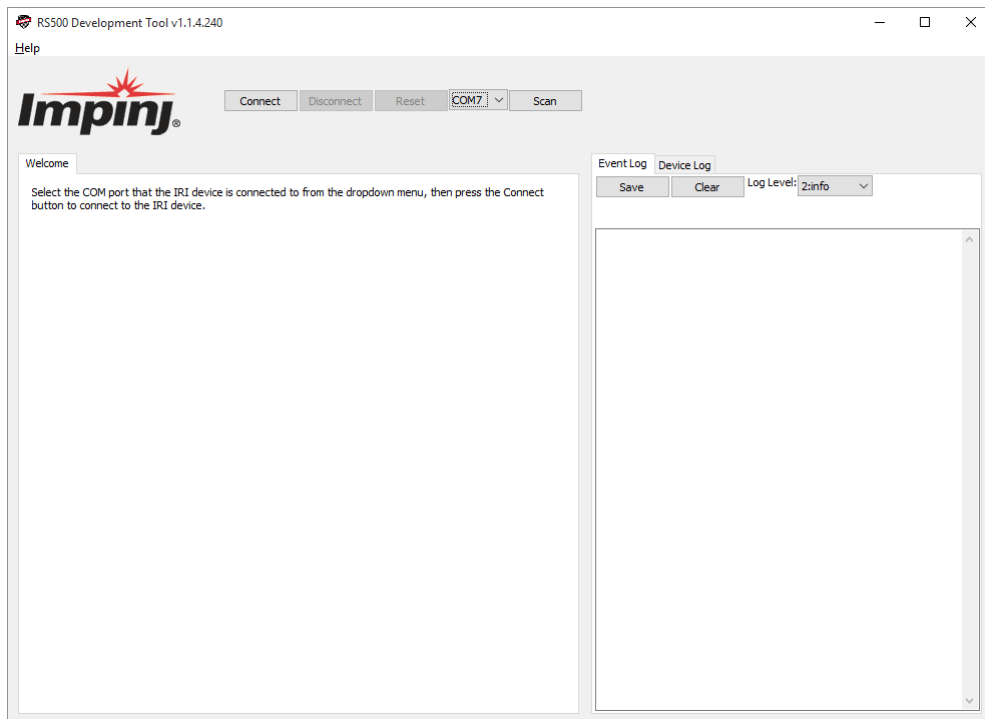 RS500 Development Tool v1.1.4.240
Help
Impinj®
Connect Disconnect Reset COM7 Scan
Welcome
Select the COM port that the IRI device is connected to from the dropdown menu, then press the Connect
button to connect to the IRI device.
Event Log Device Log
Save Clear Log Level: 2:info